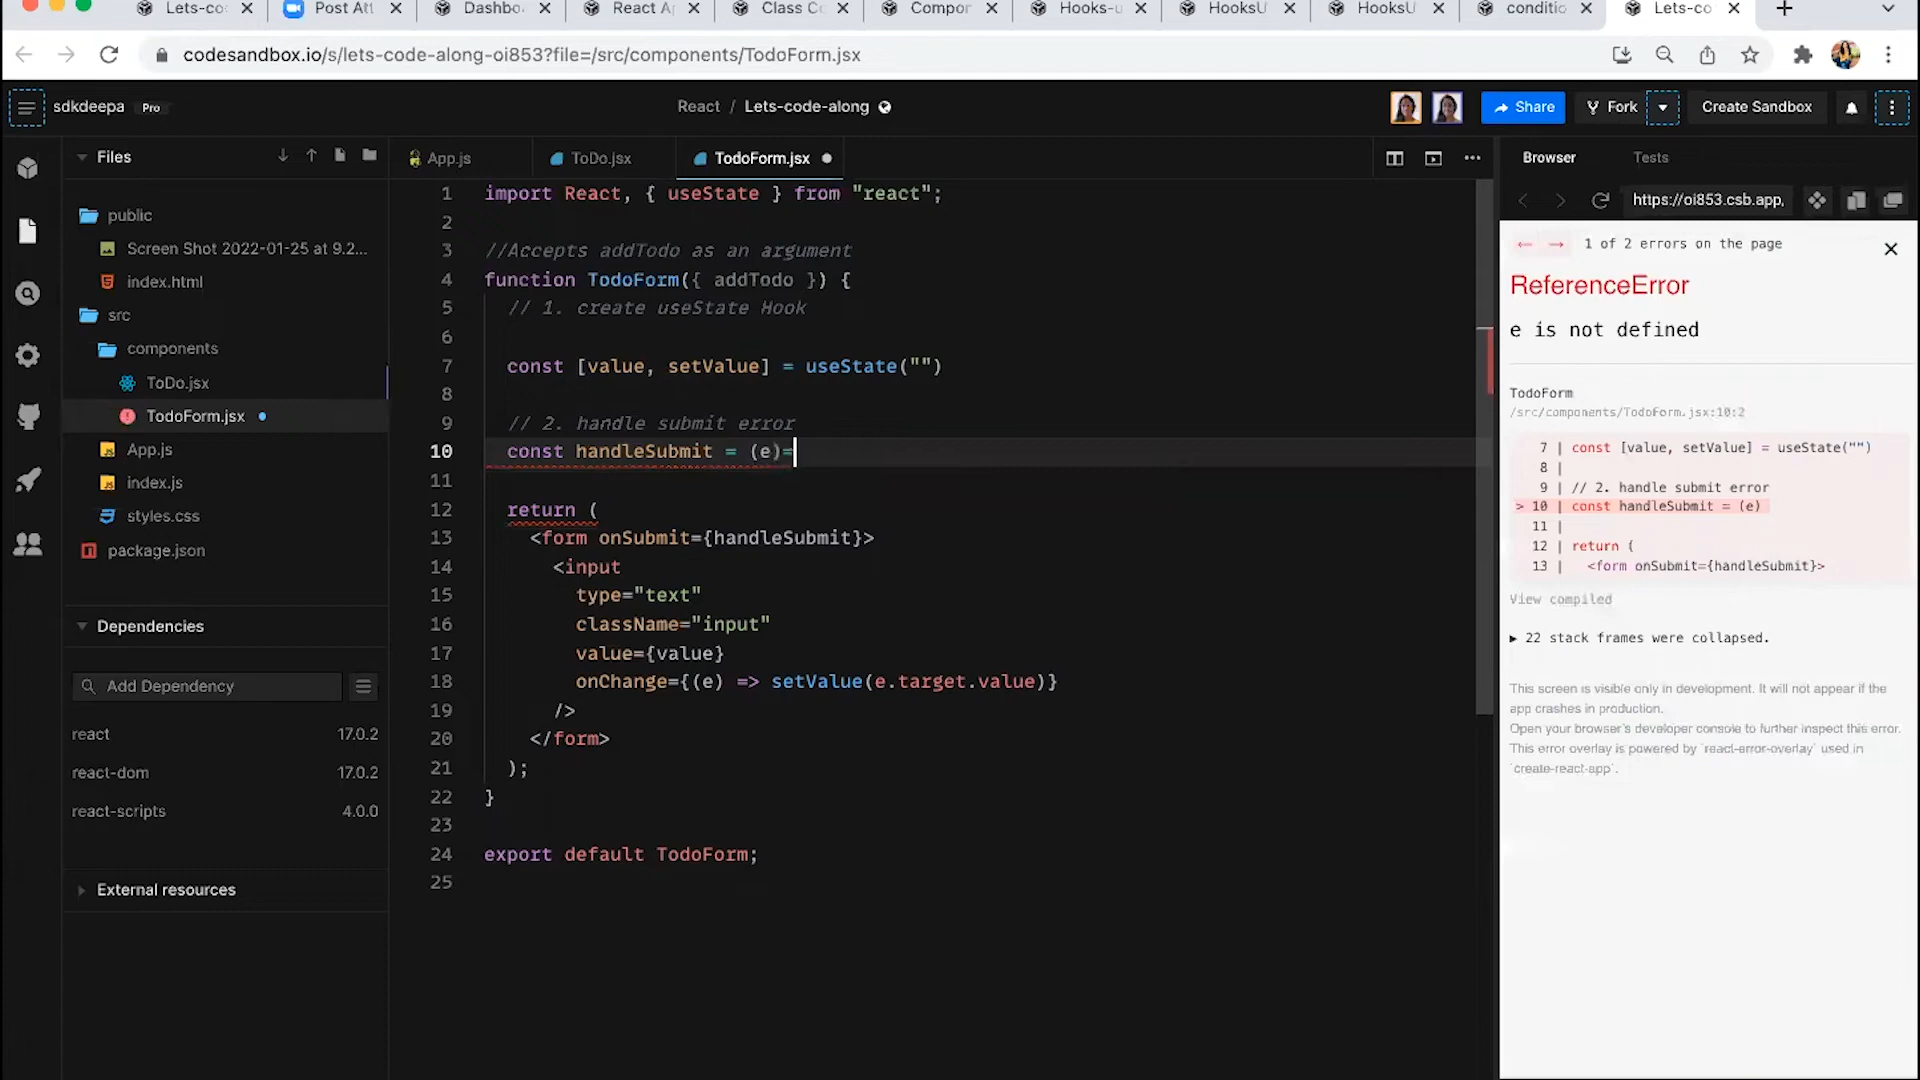 Lets-co
Post Att
Dashbo
React A
Class C
Compor
Hooks-u
HooksU
HooksU
conditio
Lets-co
codesandbox.io/s/lets-code-along-oi853?file=/src/components/TodoForm.jsx
sdkdeepa Pro
React / Lets-code-along
Share
Fork
Create Sandbox
Files
public
Screen Shot 2022-01-25 at 9.2...
index.html
src
components
ToDo.jsx
TodoForm.jsx
App.js
index.js
styles.css
package.json
Dependencies
Add Dependency
react 17.0.2
react-dom 17.0.2
react-scripts 4.0.0
External resources
App.js
ToDo.jsx
TodoForm.jsx
1 import React, { useState } from "react";
2
3 //Accepts addTodo as an argument
4 function TodoForm({ addTodo }) {
5 // 1. create useState Hook
6
7 const [value, setValue] = useState("")
8
9 // 2. handle submit error
10 const handleSubmit = (e)=
11
12 return (
13 <form onSubmit={handleSubmit}>
14 <input
15 type="text"
16 className="input"
17 value={value}
18 onChange={(e) => setValue(e.target.value)}
19 />
20 </form>
21 );
22 }
23
24 export default TodoForm;
25
Browser
Tests
https://oi853.csb.app,
1 of 2 errors on the page
ReferenceError
e is not defined
TodoForm
/src/components/TodoForm.jsx:10:2
7 | const [value, setValue] = useState("")
8 |
9 | // 2. handle submit error
> 10 | const handleSubmit = (e)
11 |
12 | return (
13 | <form onSubmit={handleSubmit}>
View compiled
▶ 22 stack frames were collapsed.
This screen is visible only in development. It will not appear if the
app crashes in production.
Open your browser's developer console to further inspect this error.
This error overlay is powered by `react-error-overlay` used in
`create-react-app`.